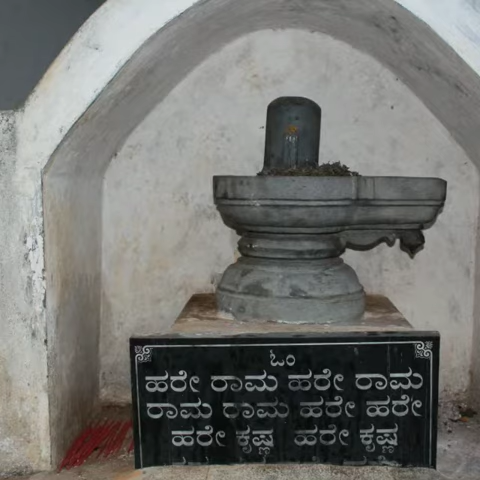 ಓಂ
ಹರೇ ರಾಮ ಹರೇ ರಾಮ
ರಾಮ ರಾಮ ಹರೇ ಹರೇ
ಹರೇ ಕೃಷ್ಣ ಹರೇ ಕೃಷ್ಣ